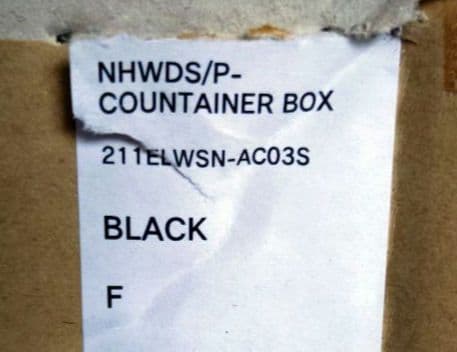 NHWDS/P-
COUNTAINER BOX
211ELWSN-AC03S
BLACK
F